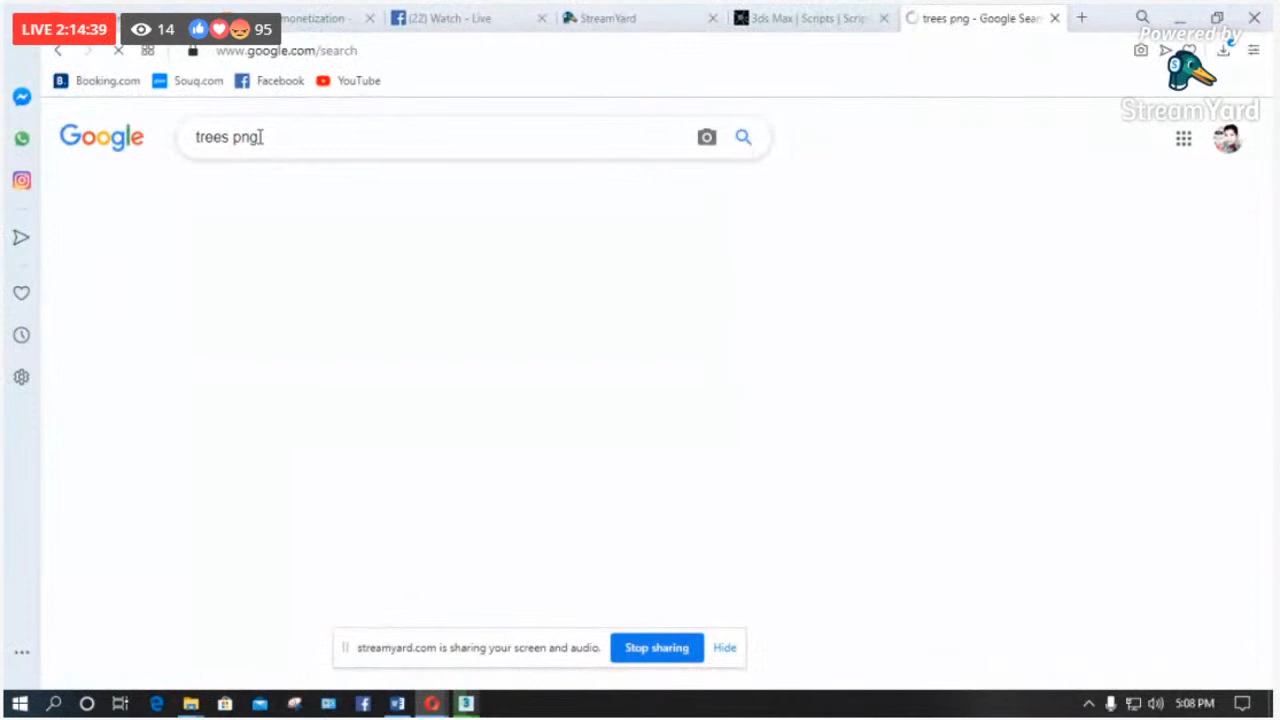 LIVE 2:14:39 14 95
monetization -
(22) Watch - Live
StreamYard
3ds Max | Scripts | Scrip
trees png - Google Sear
Powered by
StreamYard
www.google.com/search
Booking.com
Souq.com
Facebook
YouTube
Google
trees png
streamyard.com is sharing your screen and audio.
Stop sharing
Hide
5:08 PM